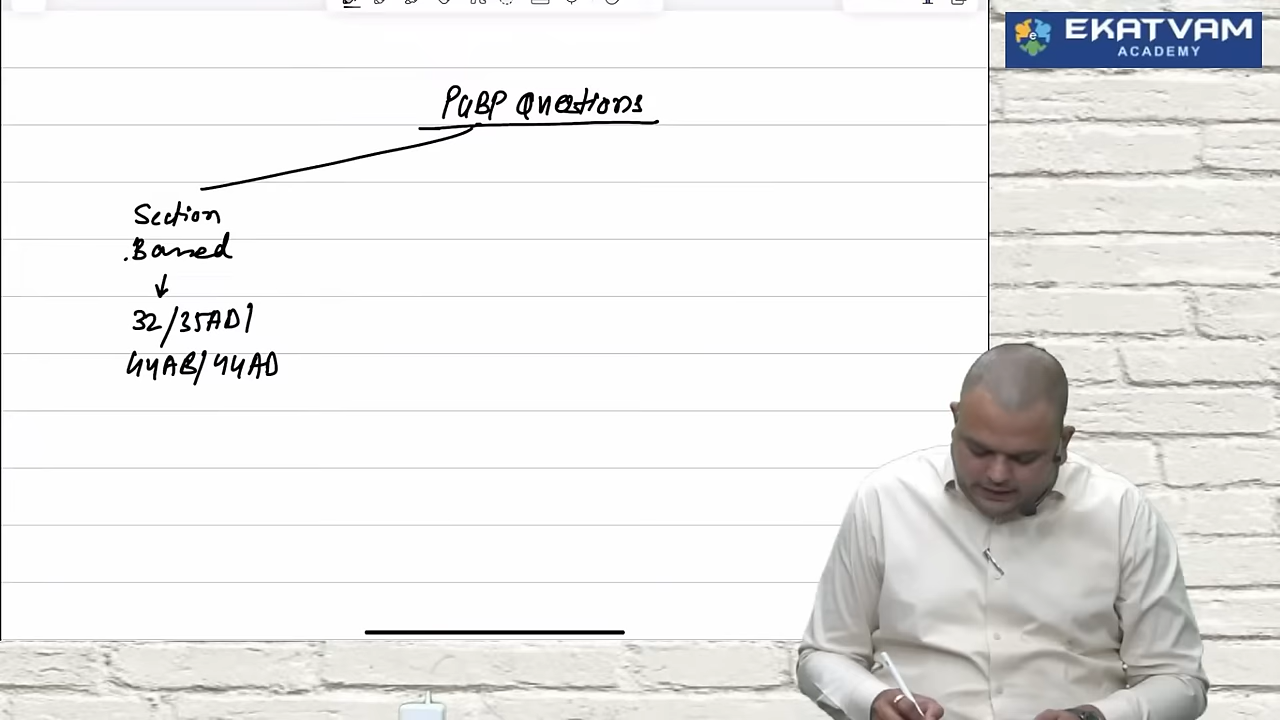 EKATVAM
ACADEMY
PGBP Questions
Section
Based
↓
32/35AD/
44AB/44AD